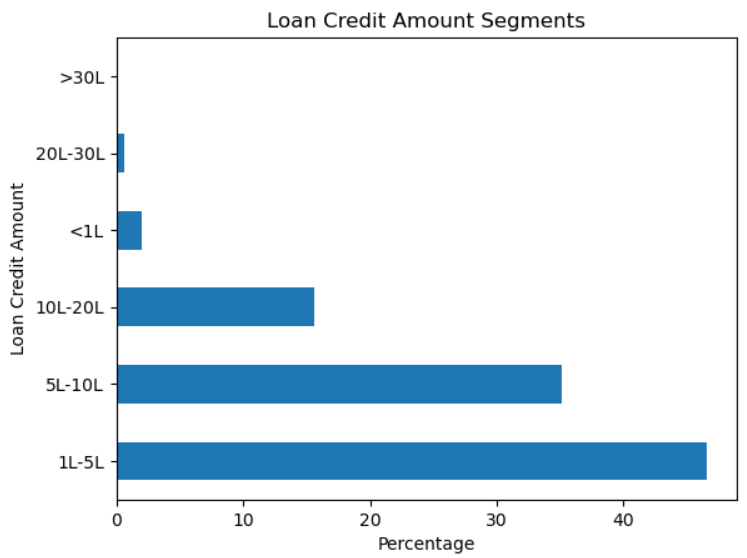 Loan Credit Amount Segments
>30L
20L-30L
<1L
10L-20L
5L-10L
1L-5L
Loan Credit Amount
0 10 20 30 40
Percentage